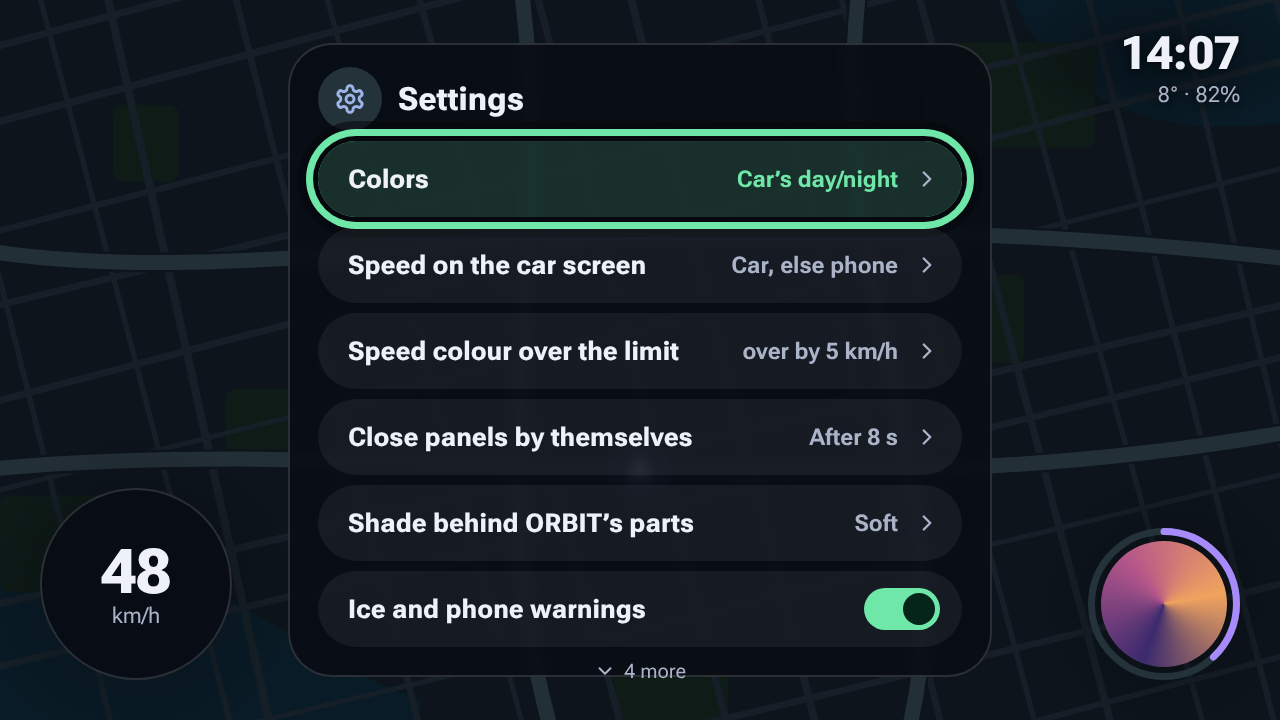 14:07
8° · 82%
Settings
Colors Car’s day/night
Speed on the car screen Car, else phone
Speed colour over the limit over by 5 km/h
Close panels by themselves After 8 s
Shade behind ORBIT’s parts Soft
Ice and phone warnings
4 more
48
km/h